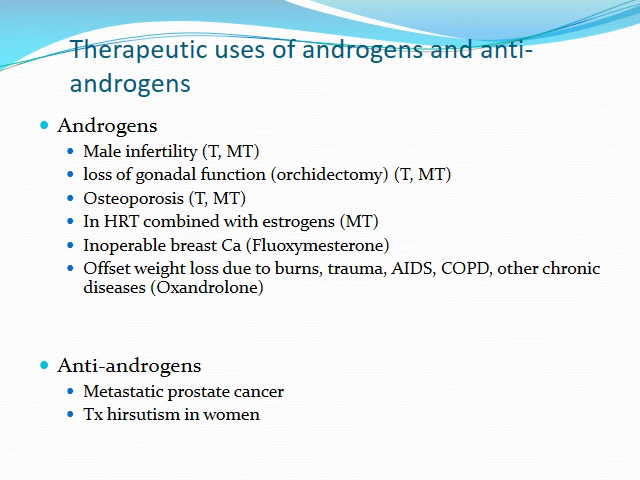 Therapeutic uses of androgens and anti-
androgens
Androgens
Male infertility (T, MT)
loss of gonadal function (orchidectomy) (T, MT)
Osteoporosis (T, MT)
In HRT combined with estrogens (MT)
Inoperable breast Ca (Fluoxymesterone)
Offset weight loss due to burns, trauma, AIDS, COPD, other chronic
diseases (Oxandrolone)
Anti-androgens
Metastatic prostate cancer
Tx hirsutism in women